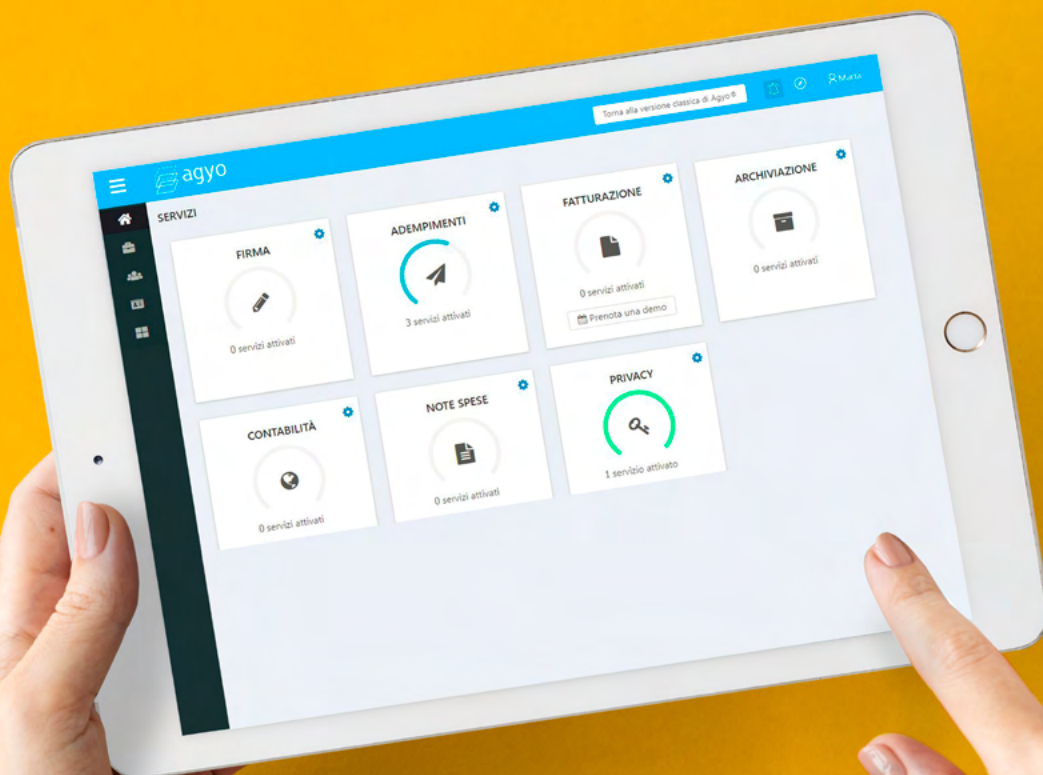 agyo
Torna alla versione classica di Agyo®
Maria
SERVIZI
FIRMA
0 servizi attivati
ADEMPIMENTI
3 servizi attivati
FATTURAZIONE
0 servizi attivati
Prenota una demo
ARCHIVIAZIONE
0 servizi attivati
CONTABILITÀ
0 servizi attivati
NOTE SPESE
0 servizi attivati
PRIVACY
1 servizio attivato